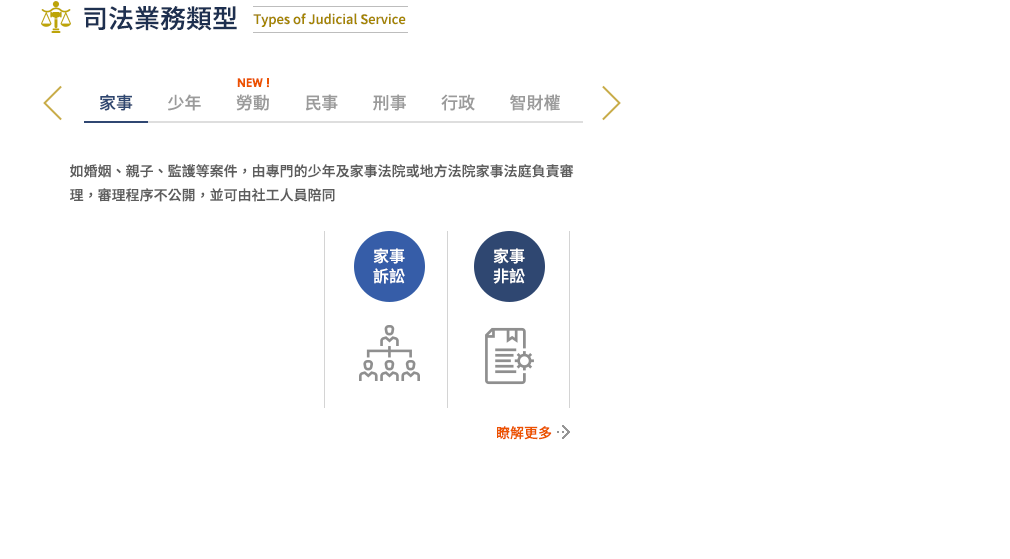 司法業務類型 Types of Judicial Service
NEW !
家事 少年 勞動 民事 刑事 行政 智財權
如婚姻、親子、監護等案件，由專門的少年及家事法院或地方法院家事法庭負責審
理，審理程序不公開，並可由社工人員陪同
家事
訴訟
家事
非訟
瞭解更多